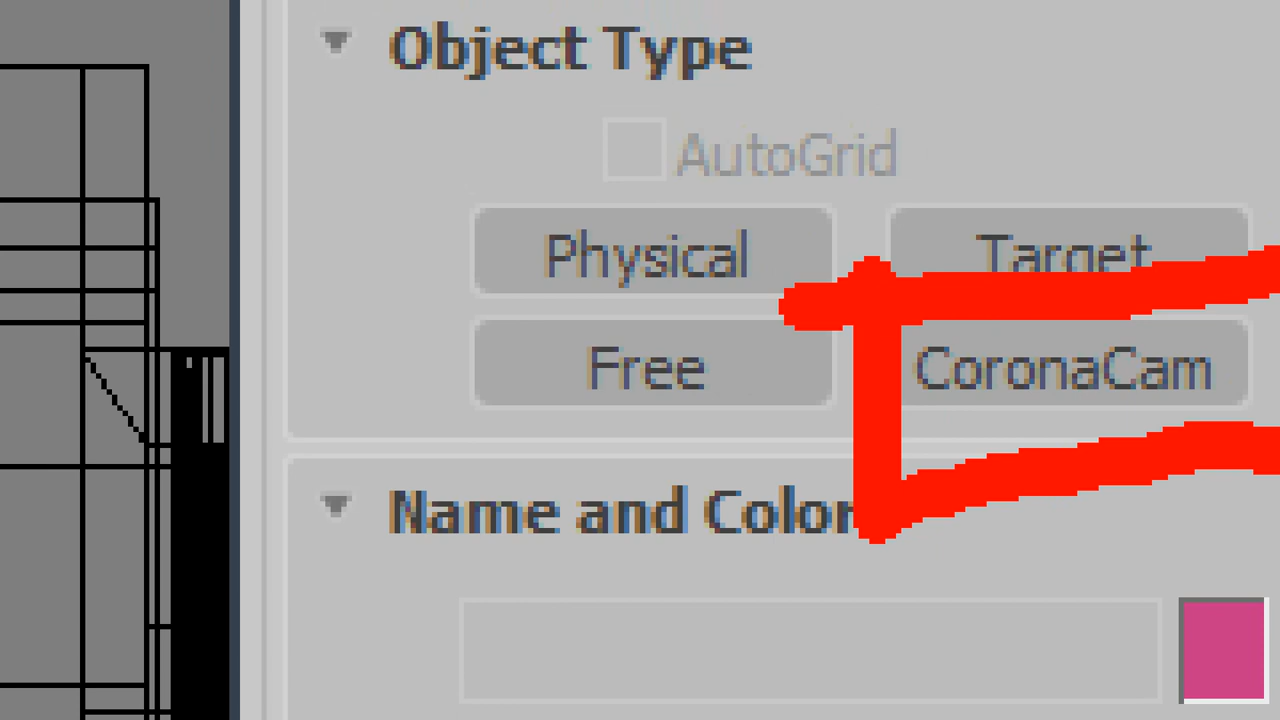 Object Type
AutoGrid
Physical Target
Free CoronaCam
Name and Color